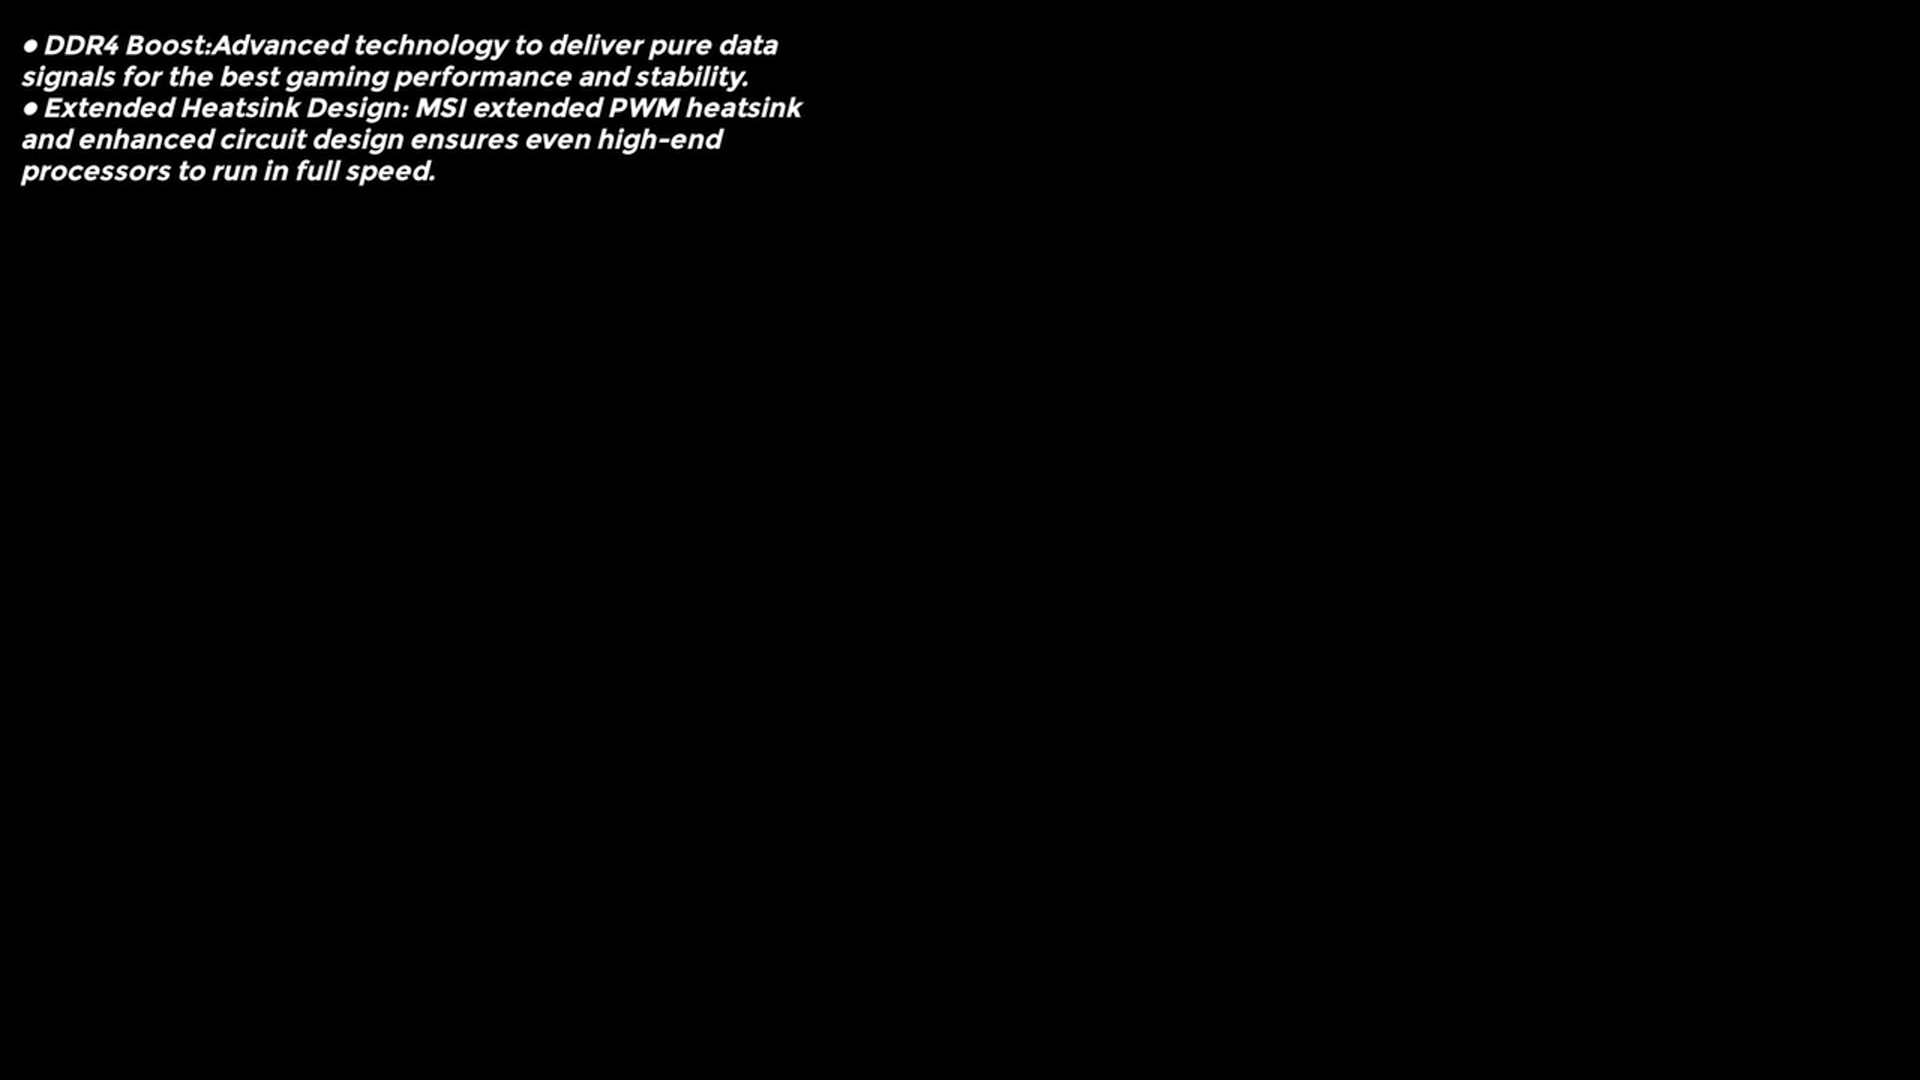 ● DDR4 Boost:Advanced technology to deliver pure data
signals for the best gaming performance and stability.
● Extended Heatsink Design: MSI extended PWM heatsink
and enhanced circuit design ensures even high-end
processors to run in full speed.